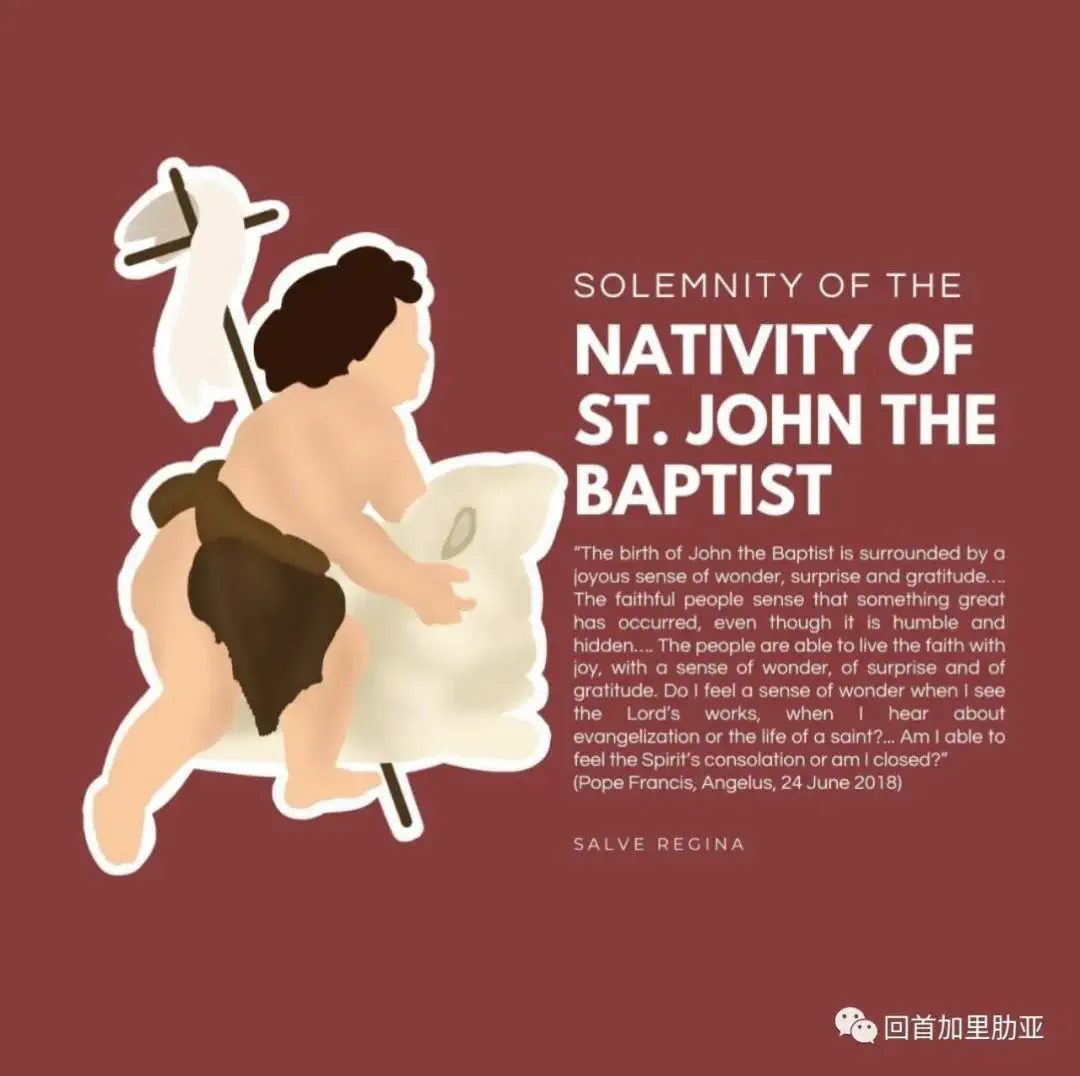 SOLEMNITY OF THE
NATIVITY OF
ST. JOHN THE
BAPTIST
“The birth of John the Baptist is surrounded by a
joyous sense of wonder, surprise and gratitude….
The faithful people sense that something great
has occurred, even though it is humble and
hidden…. The people are able to live the faith with
joy, with a sense of wonder, of surprise and of
gratitude. Do I feel a sense of wonder when I see
the Lord’s works, when I hear about
evangelization or the life of a saint?... Am I able to
feel the Spirit’s consolation or am I closed?”
(Pope Francis, Angelus, 24 June 2018)
SALVE REGINA
回首加里肋亚